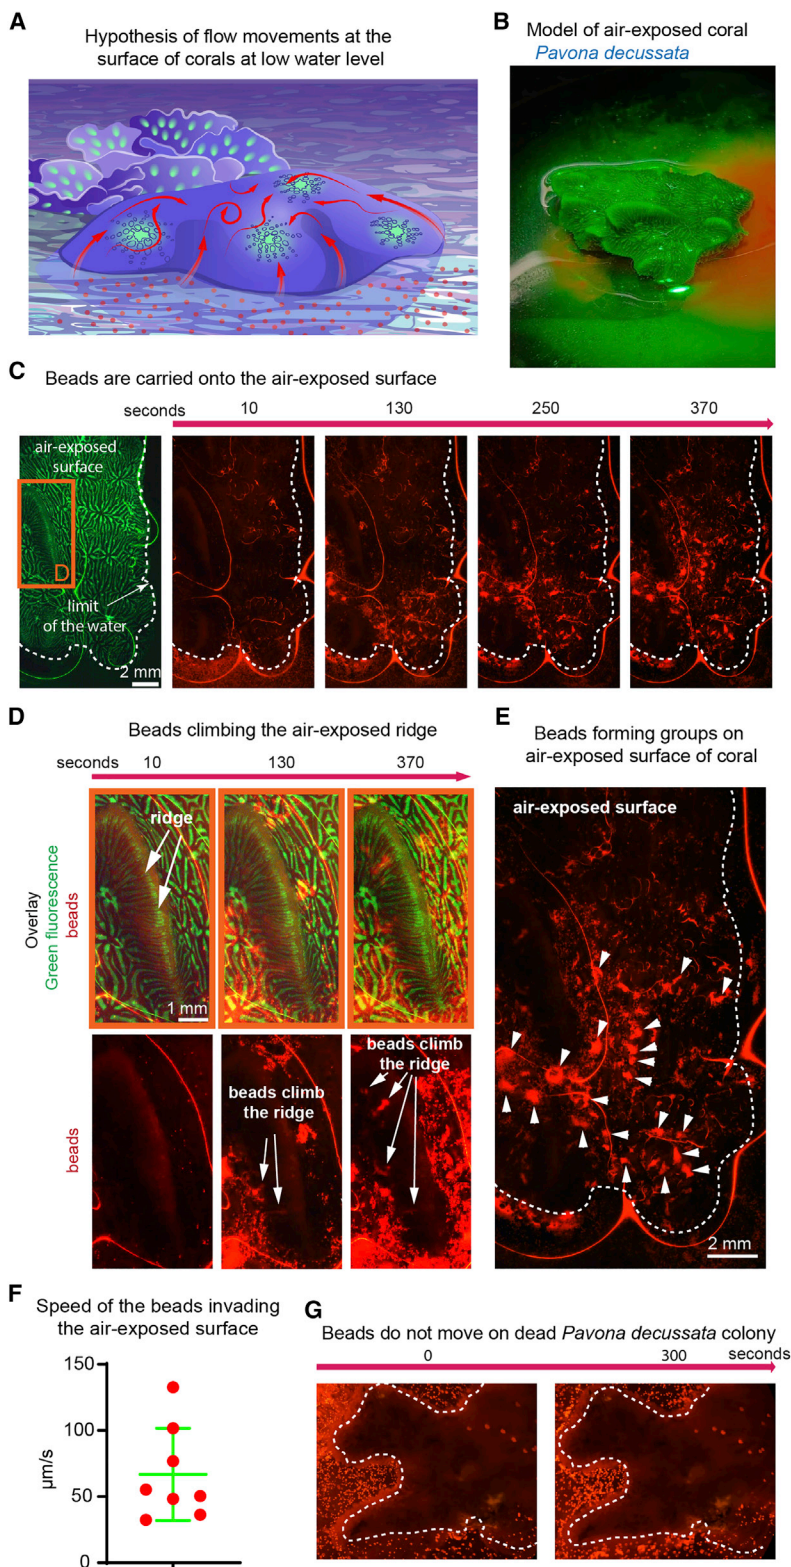 A
Hypothesis of flow movements at the
surface of corals at low water level
B
Model of air-exposed coral
Pavona decussata
C
Beads are carried onto the air-exposed surface
seconds 10 130 250 370
air-exposed
surface
D
limit
of the water
2 mm
D
Beads climbing the air-exposed ridge
seconds 10 130 370
Overlay
Green fluorescence
beads
ridge
1 mm
beads
beads climb
the ridge
beads climb
the ridge
E
Beads forming groups on
air-exposed surface of coral
air-exposed surface
2 mm
F
Speed of the beads invading
the air-exposed surface
µm/s
150
100
50
0
G
Beads do not move on dead Pavona decussata colony
0 300 seconds